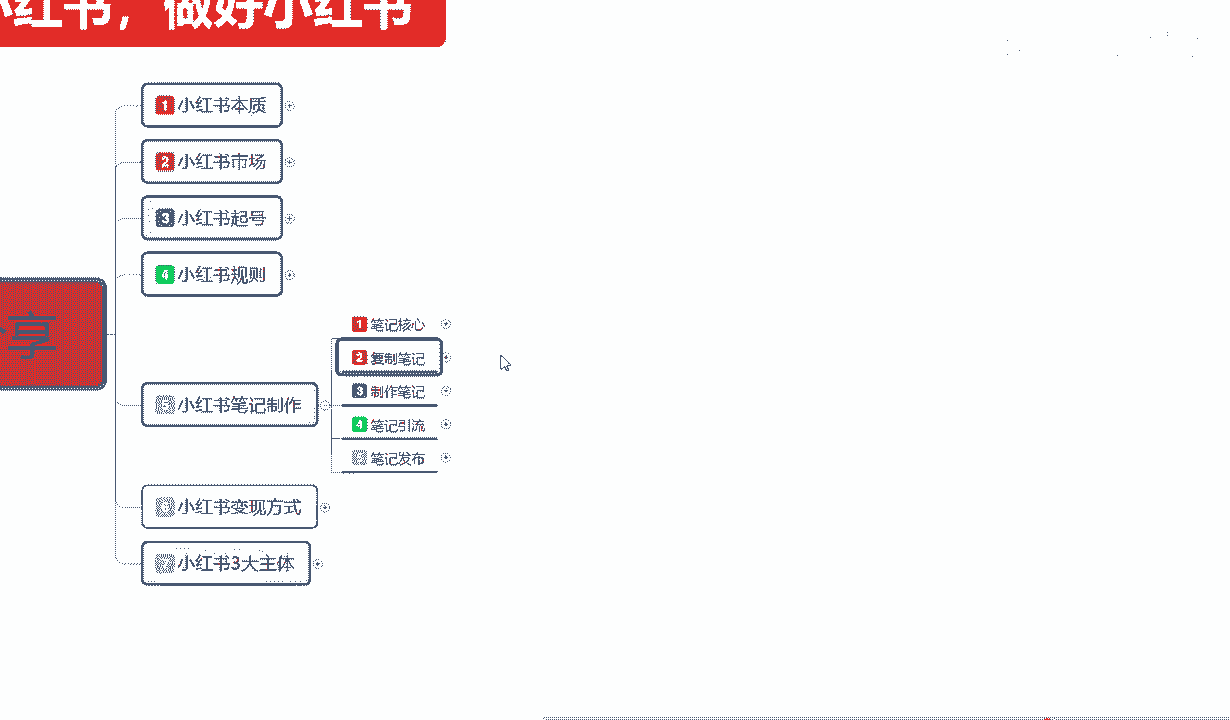 小红书，做好小红书
1 小红书本质
2 小红书市场
3 小红书起号
4 小红书规则
享
1 笔记核心
2 复制笔记
3 制作笔记
4 笔记引流
5 笔记发布
5 小红书笔记制作
6 小红书变现方式
7 小红书3大主体